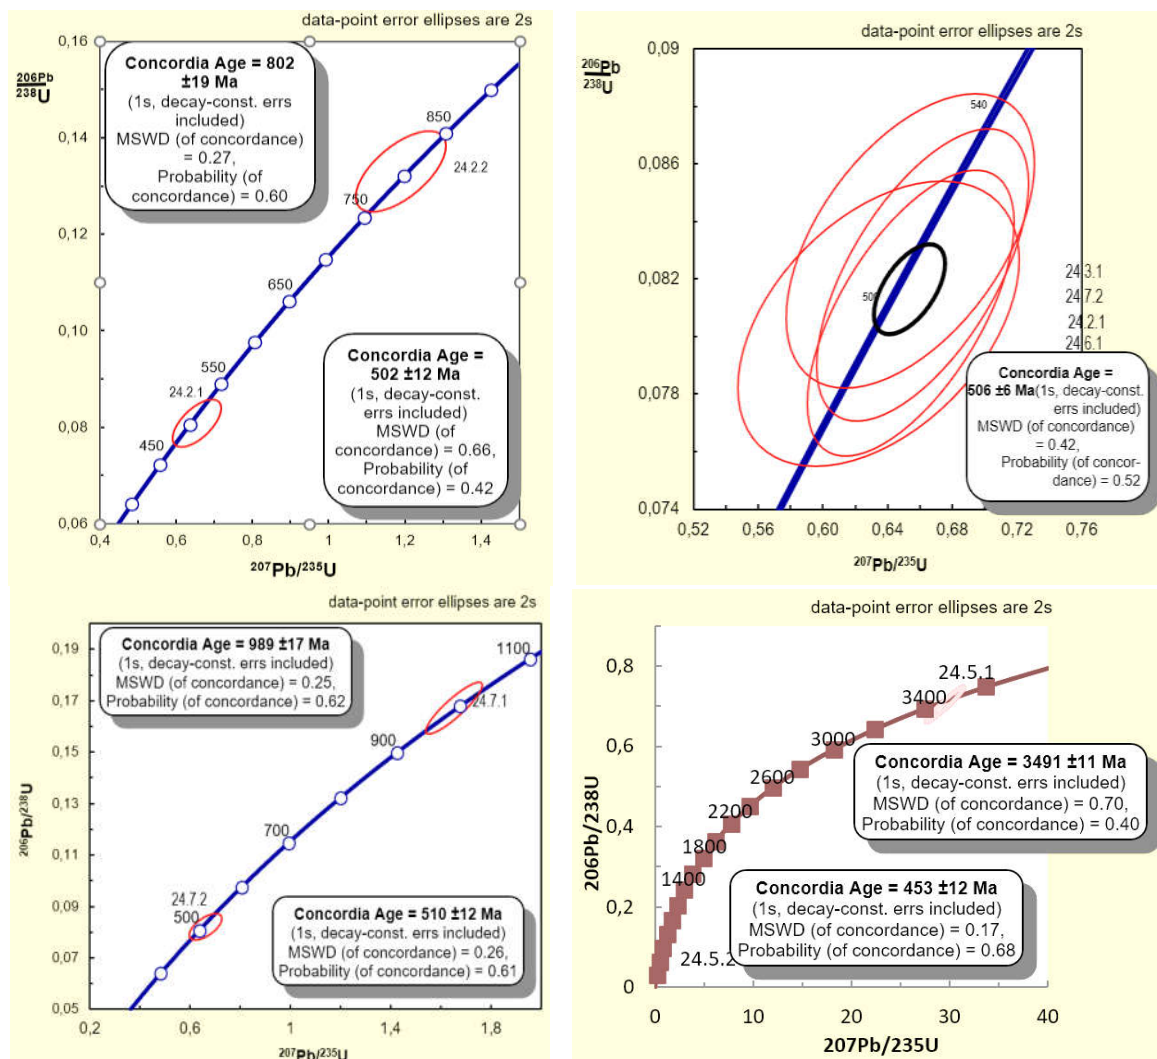 data-point error ellipses are 2s
0,16
206Pb
238U
Concordia Age = 802
±19 Ma
(1s, decay-const. errs
included)
MSWD (of concordance)
= 0.27,
Probability (of
concordance) = 0.60
850
0,14
24.2.2
750
0,12
650
0,10
Concordia Age =
502 ±12 Ma
(1s, decay-const.
errs included)
MSWD (of
concordance) = 0.66,
Probability (of
concordance) = 0.42
550
24.2.1
0,08
450
0,06
0,4 0,6 0,8 1 1,2 1,4
207Pb/235U
data-point error ellipses are 2s
0,09
206Pb
238U
540
0,086
0,082
500
24.3.1
24.7.2
24.2.1
24.6.1
0,078
Concordia Age =
506 ±6 Ma(1s, decay-const.
errs included)
MSWD (of concordance)
= 0.42,
Probability (of concor-
dance) = 0.52
0,074
0,52 0,56 0,60 0,64 0,68 0,72 0,76
207Pb/235U
data-point error ellipses are 2s
0,19
Concordia Age = 989 ±17 Ma
(1s, decay-const. errs included)
MSWD (of concordance) = 0.25,
Probability (of concordance) = 0.62
1100
0,17
24.7.1
900
0,15
0,13
206Pb/238U
700
0,11
0,09
24.7.2
500
Concordia Age = 510 ±12 Ma
(1s, decay-const. errs included)
MSWD (of concordance) = 0.26,
Probability (of concordance) = 0.61
0,07
0,05
0,2 0,6 1 1,4 1,8
207Pb/235U
data-point error ellipses are 2s
0,8
24.5.1
3400
3000
0,6
2600
Concordia Age = 3491 ±11 Ma
(1s, decay-const. errs included)
MSWD (of concordance) = 0.70,
Probability (of concordance) = 0.40
2200
206Pb/238U
0,4
1800
1400
Concordia Age = 453 ±12 Ma
(1s, decay-const. errs included)
MSWD (of concordance) = 0.17,
Probability (of concordance) = 0.68
0,2
24.5.2
0
0 10 20 30 40
207Pb/235U